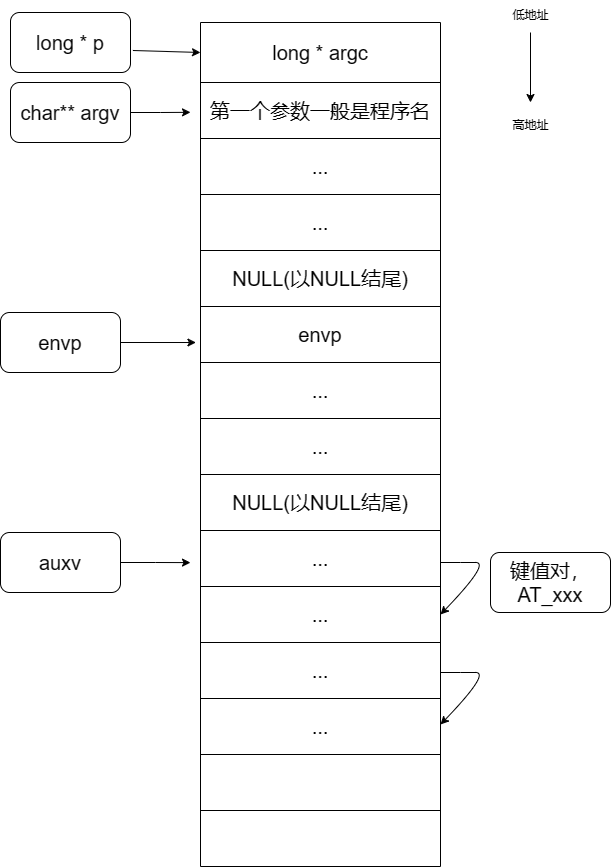 低地址
long * p
long * argc
char** argv
第一个参数一般是程序名
高地址
...
...
NULL(以NULL结尾)
envp
envp
...
...
NULL(以NULL结尾)
auxv
...
键值对，
AT_xxx
...
...
...